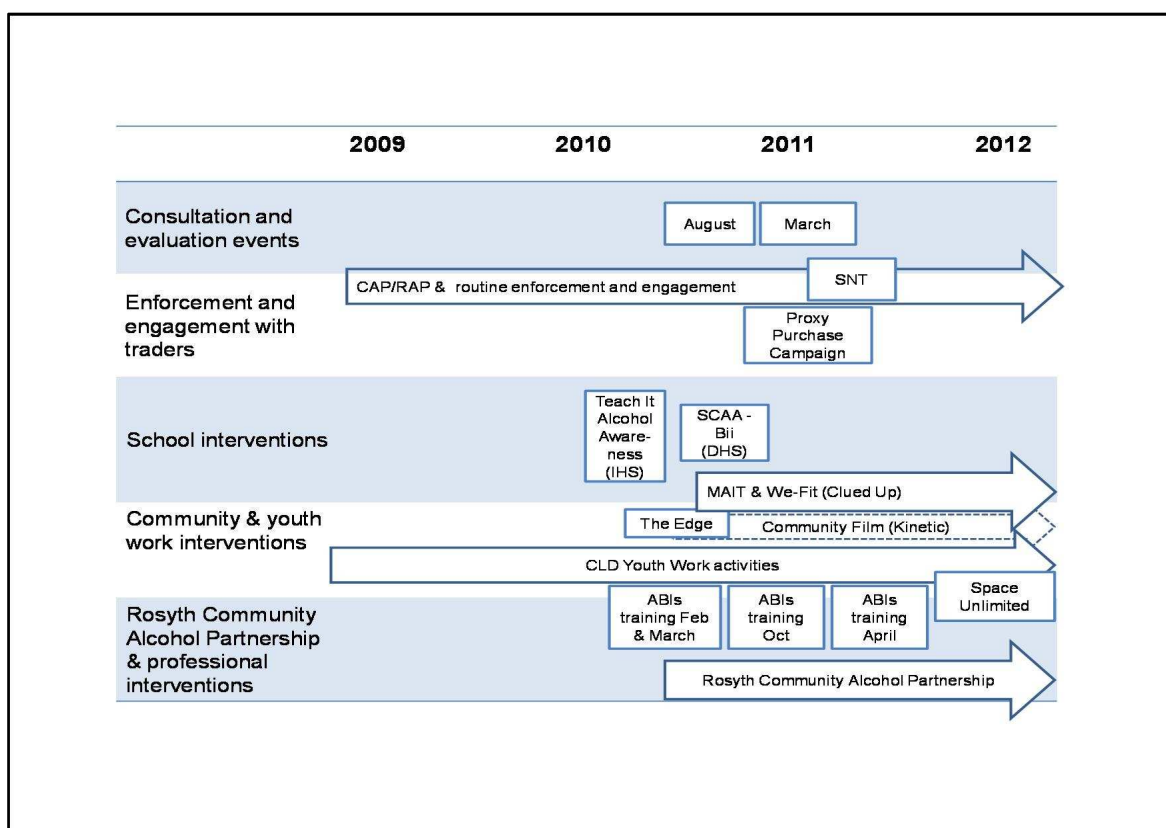 2009 2010 2011 2012
Consultation and
evaluation events
August March
Enforcement and
engagement with
traders
CAP/RAP & routine enforcement and engagement
SNT
Proxy
Purchase
Campaign
School interventions
Teach It
Alcohol
Aware-
ness
(IHS)
SCAA -
Bii
(DHS)
MAIT & We-Fit (Clued Up)
Community & youth
work interventions
The Edge
Community Film (Kinetic)
CLD Youth Work activities
Space
Unlimited
Rosyth Community
Alcohol Partnership
& professional
interventions
ABIs
training Feb
& March
ABIs
training
Oct
ABIs
training
April
Rosyth Community Alcohol Partnership